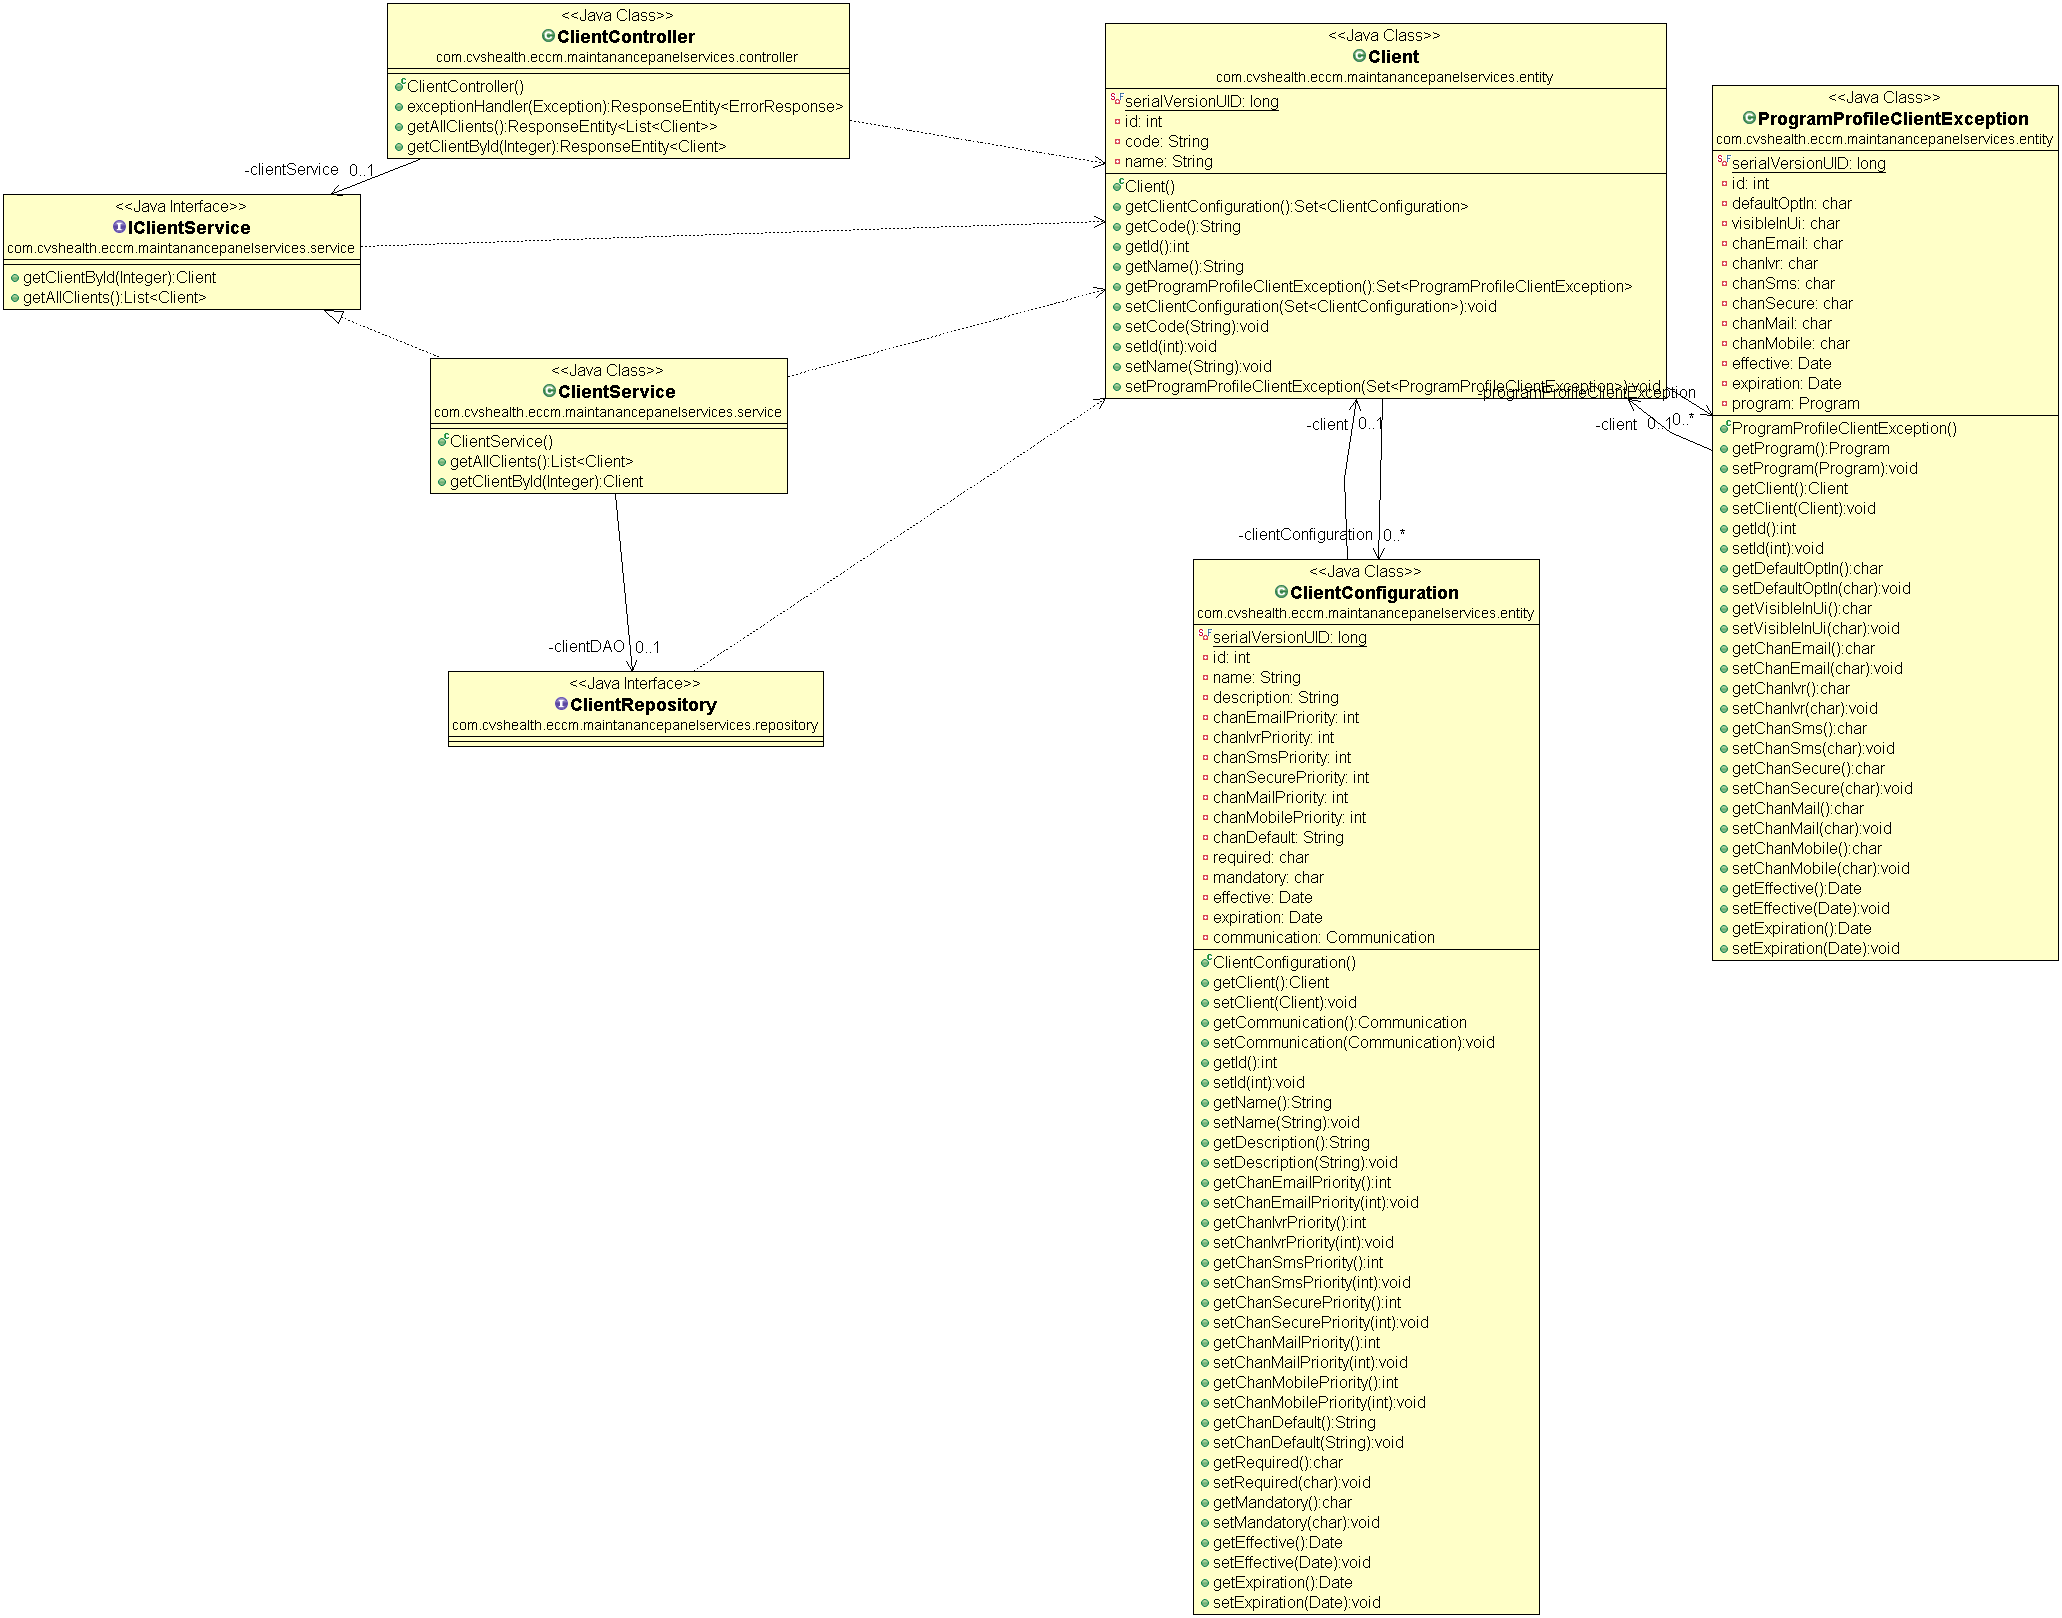 <<Java Class>>
ClientController
com.cvshealth.eccm.maintanancepanelservices.controller
ClientController()
exceptionHandler(Exception):ResponseEntity<ErrorResponse>
getAllClients():ResponseEntity<List<Client>>
getClientById(Integer):ResponseEntity<Client>
-clientService 0..1
<<Java Interface>>
IClientService
com.cvshealth.eccm.maintanancepanelservices.service
getClientById(Integer):Client
getAllClients():List<Client>
<<Java Class>>
ClientService
com.cvshealth.eccm.maintanancepanelservices.service
ClientService()
getAllClients():List<Client>
getClientById(Integer):Client
-clientDAO 0..1
<<Java Interface>>
ClientRepository
com.cvshealth.eccm.maintanancepanelservices.repository
<<Java Class>>
Client
com.cvshealth.eccm.maintanancepanelservices.entity
serialVersionUID: long
id: int
code: String
name: String
Client()
getClientConfiguration():Set<ClientConfiguration>
getCode():String
getId():int
getName():String
getProgramProfileClientException():Set<ProgramProfileClientException>
setClientConfiguration(Set<ClientConfiguration>):void
setCode(String):void
setId(int):void
setName(String):void
setProgramProfileClientException(Set<ProgramProfileClientException>):void
-programProfileClientException
0..*
-client 0..1
-client 0..1
-clientConfiguration 0..*
<<Java Class>>
ClientConfiguration
com.cvshealth.eccm.maintanancepanelservices.entity
serialVersionUID: long
id: int
name: String
description: String
chanEmailPriority: int
chanIvrPriority: int
chanSmsPriority: int
chanSecurePriority: int
chanMailPriority: int
chanMobilePriority: int
chanDefault: String
required: char
mandatory: char
effective: Date
expiration: Date
communication: Communication
ClientConfiguration()
getClient():Client
setClient(Client):void
getCommunication():Communication
setCommunication(Communication):void
getId():int
setId(int):void
getName():String
setName(String):void
getDescription():String
setDescription(String):void
getChanEmailPriority():int
setChanEmailPriority(int):void
getChanIvrPriority():int
setChanIvrPriority(int):void
getChanSmsPriority():int
setChanSmsPriority(int):void
getChanSecurePriority():int
setChanSecurePriority(int):void
getChanMailPriority():int
setChanMailPriority(int):void
getChanMobilePriority():int
setChanMobilePriority(int):void
getChanDefault():String
setChanDefault(String):void
getRequired():char
setRequired(char):void
getMandatory():char
setMandatory(char):void
getEffective():Date
setEffective(Date):void
getExpiration():Date
setExpiration(Date):void
<<Java Class>>
ProgramProfileClientException
com.cvshealth.eccm.maintanancepanelservices.entity
serialVersionUID: long
id: int
defaultOptIn: char
visibleInUi: char
chanEmail: char
chanIvr: char
chanSms: char
chanSecure: char
chanMail: char
chanMobile: char
effective: Date
expiration: Date
program: Program
ProgramProfileClientException()
getProgram():Program
setProgram(Program):void
getClient():Client
setClient(Client):void
getId():int
setId(int):void
getDefaultOptIn():char
setDefaultOptIn(char):void
getVisibleInUi():char
setVisibleInUi(char):void
getChanEmail():char
setChanEmail(char):void
getChanIvr():char
setChanIvr(char):void
getChanSms():char
setChanSms(char):void
getChanSecure():char
setChanSecure(char):void
getChanMail():char
setChanMail(char):void
getChanMobile():char
setChanMobile(char):void
getEffective():Date
setEffective(Date):void
getExpiration():Date
setExpiration(Date):void